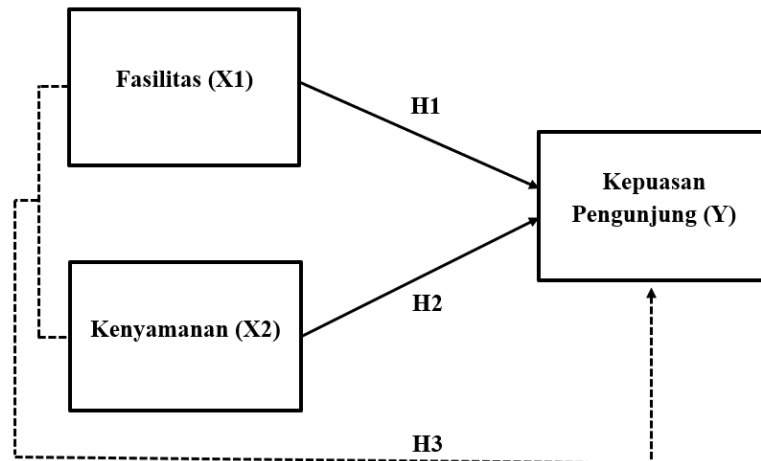 Fasilitas (X1)
H1
Kepuasan
Pengunjung (Y)
Kenyamanan (X2)
H2
H3